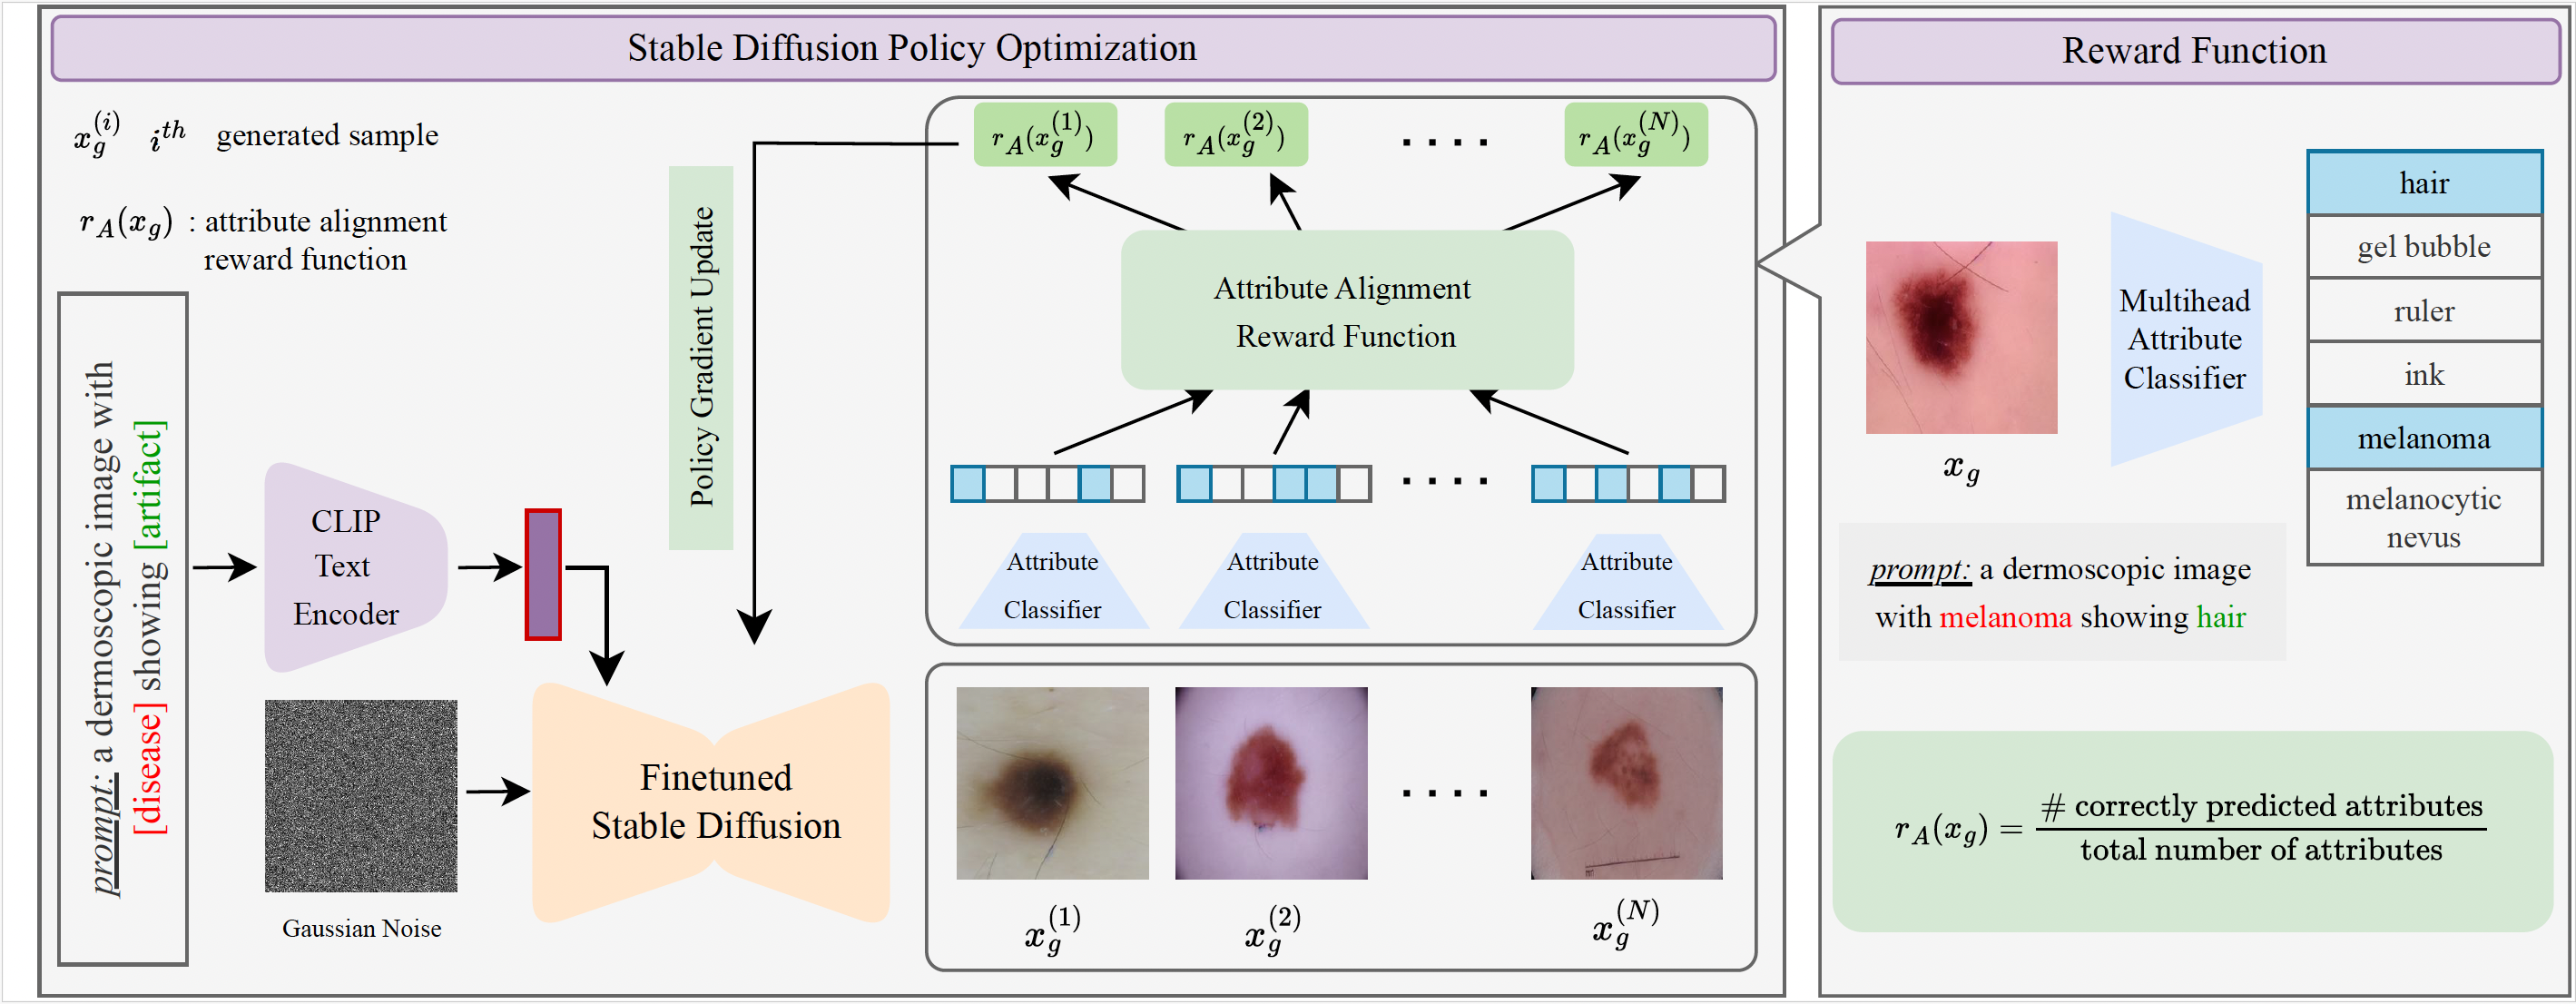 Stable Diffusion Policy Optimization
x_g^{(i)} i^{th} generated sample
r_A(x_g) : attribute alignment
reward function
prompt: a dermoscopic image with
[disease] showing [artifact]
CLIP
Text
Encoder
Gaussian Noise
Finetuned
Stable Diffusion
Policy Gradient Update
r_A(x_g^{(1)}) r_A(x_g^{(2)}) . . . . r_A(x_g^{(N)})
Attribute Alignment
Reward Function
. . . .
Attribute Attribute Attribute
Classifier Classifier Classifier
. . . .
x_g^{(1)} x_g^{(2)} x_g^{(N)}
Reward Function
x_g
Multihead
Attribute
Classifier
hair
gel bubble
ruler
ink
melanoma
melanocytic
nevus
prompt: a dermoscopic image
with melanoma showing hair
r_A(x_g) = # correctly predicted attributes / total number of attributes